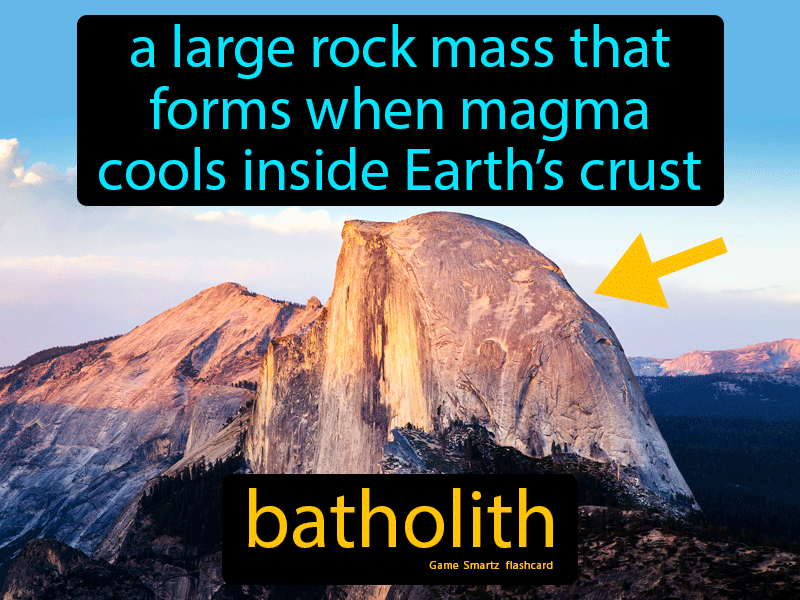 a large rock mass that
forms when magma
cools inside Earth’s crust
batholith
Game Smartz flashcard